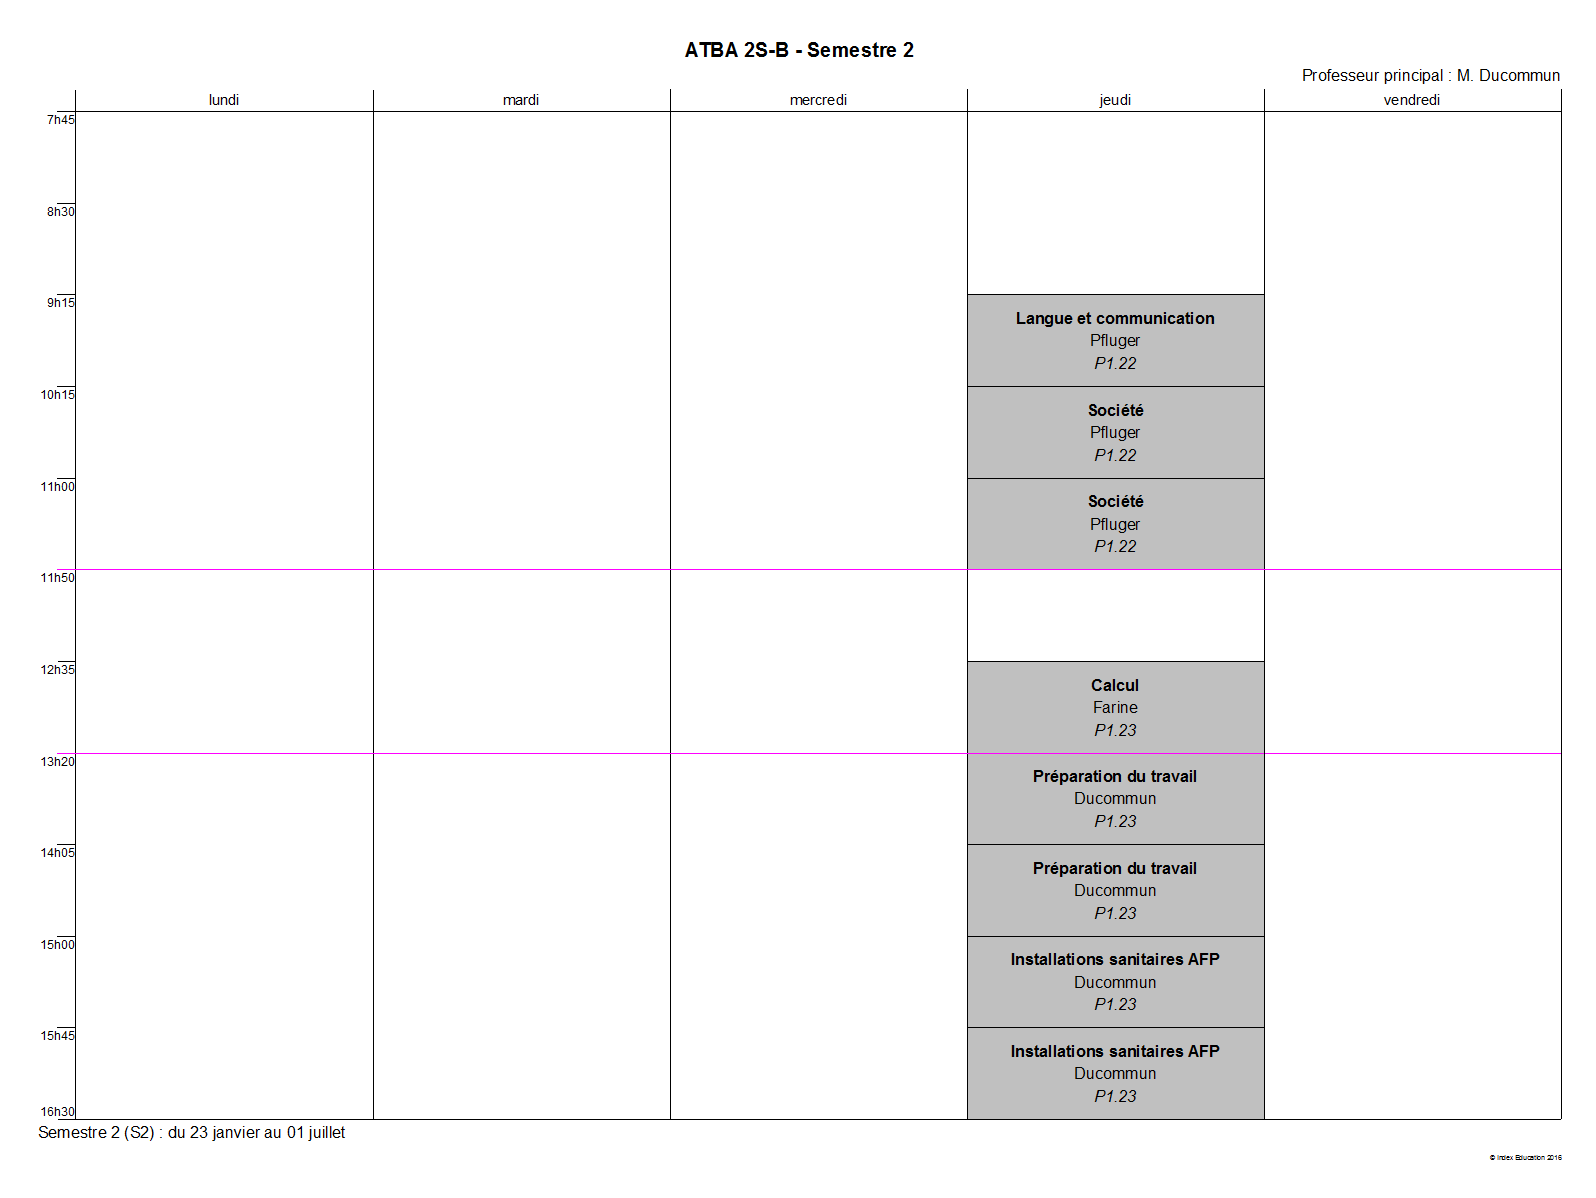 ATBA 2S-B - Semestre 2
Professeur principal : M. Ducommun
lundi mardi mercredi jeudi vendredi
7h45
8h30
9h15
Langue et communication
Pfluger
P1.22
10h15
Société
Pfluger
P1.22
11h00
Société
Pfluger
P1.22
11h50
12h35
Calcul
Farine
P1.23
13h20
Préparation du travail
Ducommun
P1.23
14h05
Préparation du travail
Ducommun
P1.23
15h00
Installations sanitaires AFP
Ducommun
P1.23
15h45
Installations sanitaires AFP
Ducommun
P1.23
16h30
Semestre 2 (S2) : du 23 janvier au 01 juillet
© Index Education 2016